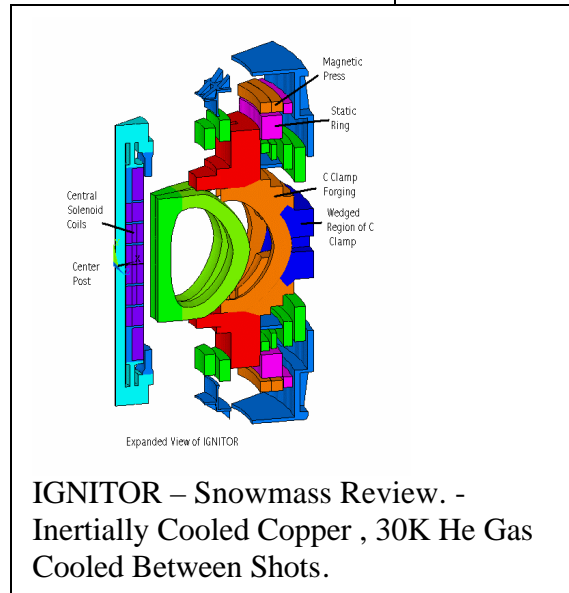 Magnetic
Press
Static
Ring
C Clamp
Forging
Wedged
Region of C
Clamp
Central
Solenoid
Coils
Center
Post
Expanded View of IGNITOR
IGNITOR – Snowmass Review. -
Inertially Cooled Copper , 30K He Gas
Cooled Between Shots.